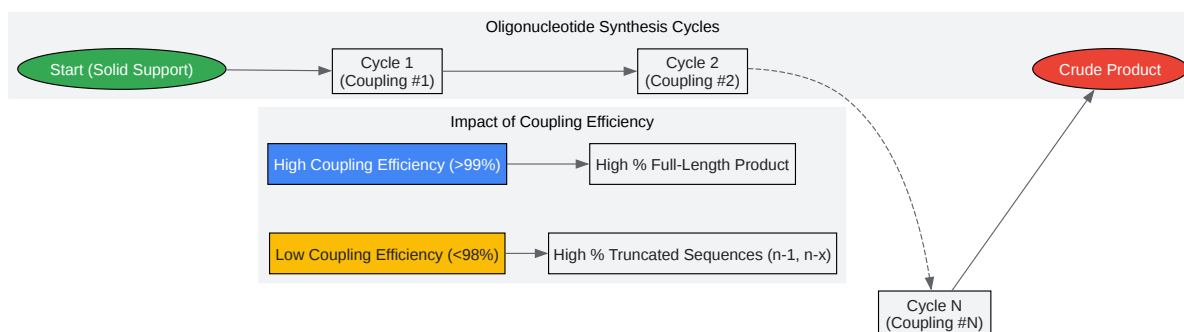 Oligonucleotide Synthesis Cycles
Start (Solid Support)
Cycle 1
(Coupling #1)
Cycle 2
(Coupling #2)
Crude Product
Impact of Coupling Efficiency
High Coupling Efficiency (>99%)
High % Full-Length Product
Low Coupling Efficiency (<98%)
High % Truncated Sequences (n-1, n-x)
Cycle N
(Coupling #N)